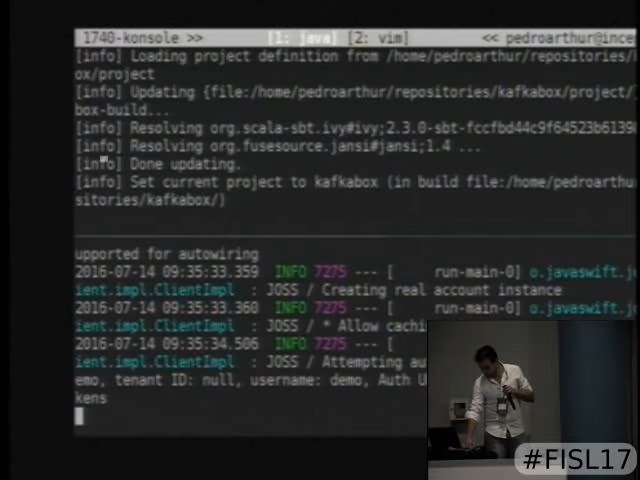 1740-konsole >> [1: java] [2: vim] << pedroarthur@ince
[info] Loading project definition from /home/pedroarthur/repositories/
ox/project
[info] Updating {file:/home/pedroarthur/repositories/kafkabox/project/
box-build...
[info] Resolving org.scala-sbt.ivy#ivy;2.3.0-sbt-fccfbd44c9f64523b6139
[info] Resolving org.fusesource.jansi#jansi;1.4 ...
[info] Done updating.
[info] Set current project to kafkabox (in build file:/home/pedroarthur
sitories/kafkabox/)
upported for autowiring
2016-07-14 09:35:33.359 INFO 7275 --- [ run-main-0] o.javaswift.j
ient.impl.ClientImpl : JOSS / Creating real account instance
2016-07-14 09:35:33.360 INFO 7275 --- [ run-main-0] o.javaswift.j
ient.impl.ClientImpl : JOSS / * Allow cachi
2016-07-14 09:35:34.506 INFO 7275 --- [
ient.impl.ClientImpl : JOSS / Attempting au
emo, tenant ID: null, username: demo, Auth U
kens
#FISL17